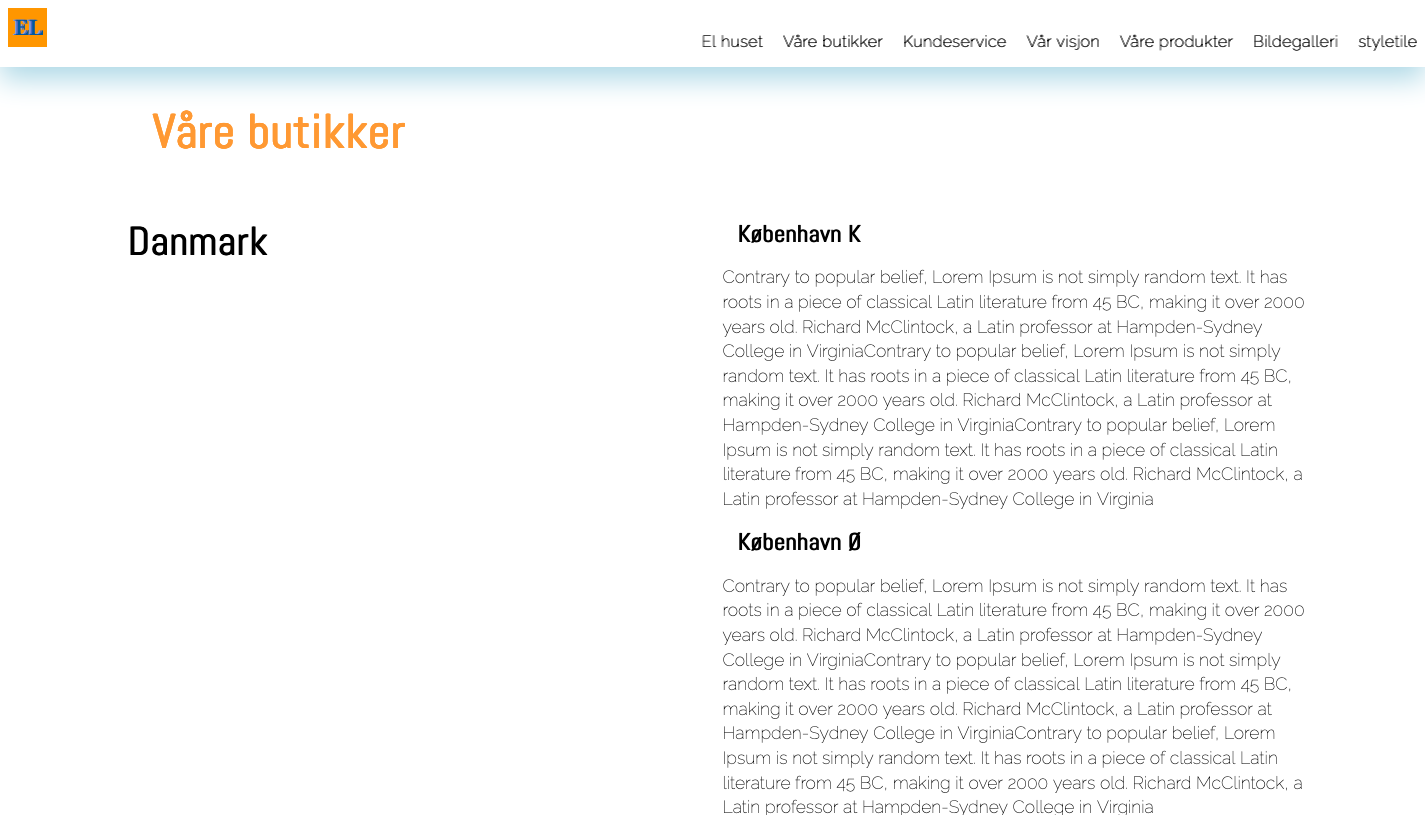 EL
El huset Våre butikker Kundeservice Vår visjon Våre produkter Bildegalleri styletile
Våre butikker
Danmark
København K
Contrary to popular belief, Lorem Ipsum is not simply random text. It has
roots in a piece of classical Latin literature from 45 BC, making it over 2000
years old. Richard McClintock, a Latin professor at Hampden-Sydney
College in VirginiaContrary to popular belief, Lorem Ipsum is not simply
random text. It has roots in a piece of classical Latin literature from 45 BC,
making it over 2000 years old. Richard McClintock, a Latin professor at
Hampden-Sydney College in VirginiaContrary to popular belief, Lorem
Ipsum is not simply random text. It has roots in a piece of classical Latin
literature from 45 BC, making it over 2000 years old. Richard McClintock, a
Latin professor at Hampden-Sydney College in Virginia
København Ø
Contrary to popular belief, Lorem Ipsum is not simply random text. It has
roots in a piece of classical Latin literature from 45 BC, making it over 2000
years old. Richard McClintock, a Latin professor at Hampden-Sydney
College in VirginiaContrary to popular belief, Lorem Ipsum is not simply
random text. It has roots in a piece of classical Latin literature from 45 BC,
making it over 2000 years old. Richard McClintock, a Latin professor at
Hampden-Sydney College in VirginiaContrary to popular belief, Lorem
Ipsum is not simply random text. It has roots in a piece of classical Latin
literature from 45 BC, making it over 2000 years old. Richard McClintock, a
Latin professor at Hampden-Sydney College in Virginia